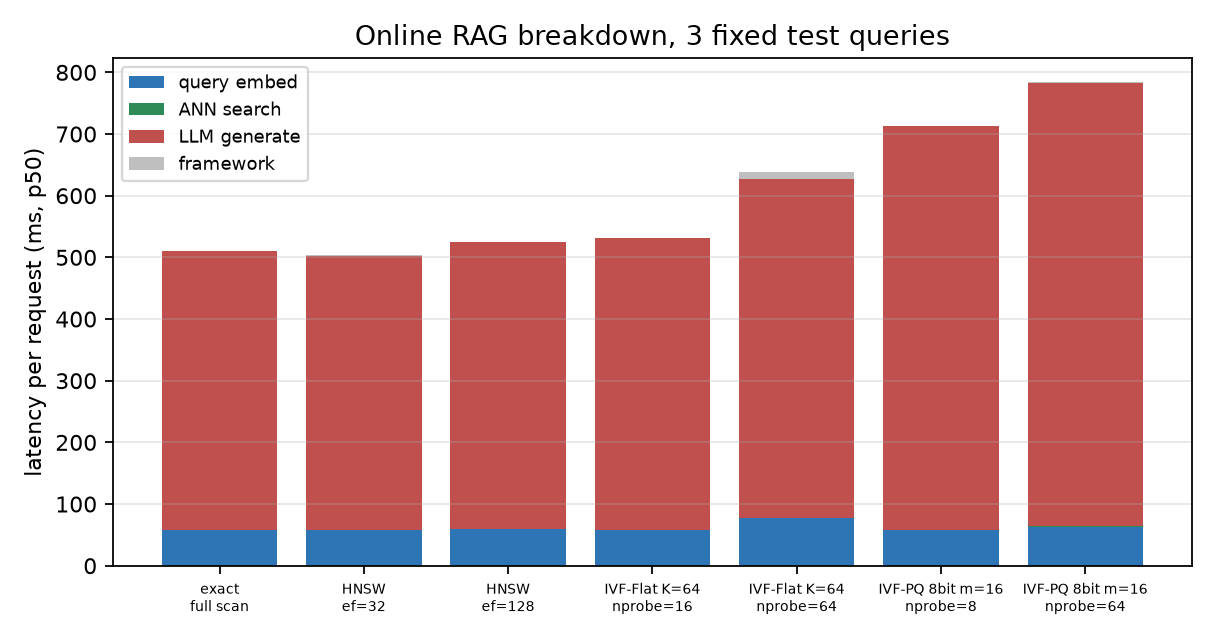 Online RAG breakdown, 3 fixed test queries
latency per request (ms, p50)
800
700
600
500
400
300
200
100
0
query embed
ANN search
LLM generate
framework
exact
full scan
HNSW
ef=32
HNSW
ef=128
IVF-Flat K=64
nprobe=16
IVF-Flat K=64
nprobe=64
IVF-PQ 8bit m=16
nprobe=8
IVF-PQ 8bit m=16
nprobe=64